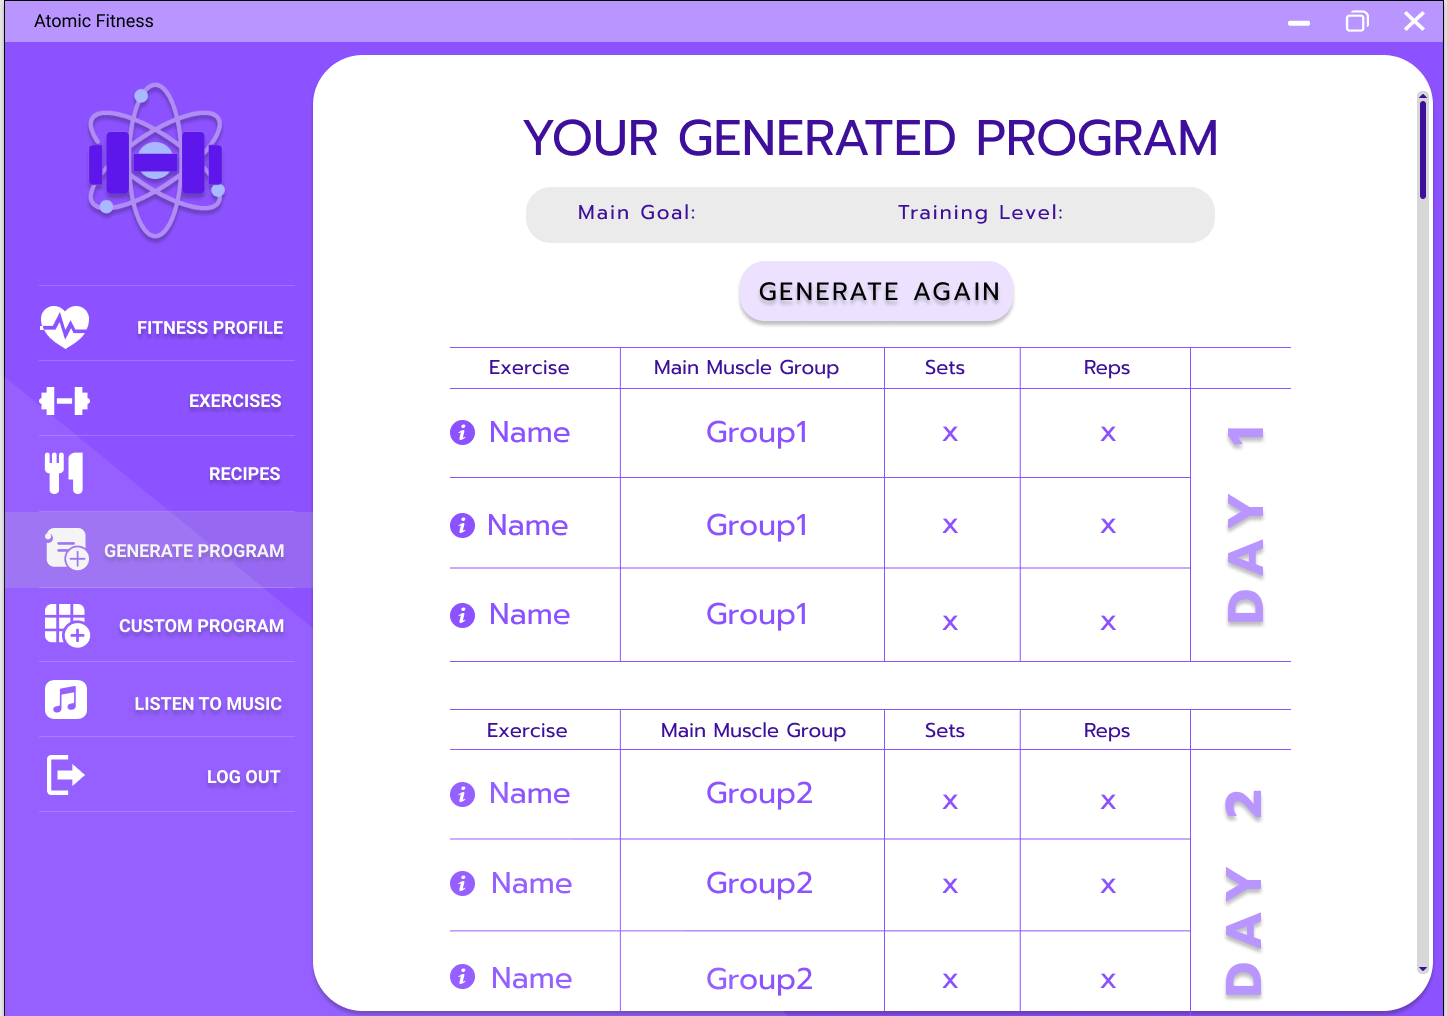 Atomic Fitness
FITNESS PROFILE
EXERCISES
RECIPES
GENERATE PROGRAM
CUSTOM PROGRAM
LISTEN TO MUSIC
LOG OUT
YOUR GENERATED PROGRAM
Main Goal: Training Level:
GENERATE AGAIN
Exercise Main Muscle Group Sets Reps
i Name Group1 x x
i Name Group1 x x
i Name Group1 x x
DAY 1
Exercise Main Muscle Group Sets Reps
i Name Group2 x x
i Name Group2 x x
i Name Group2 x x
DAY 2